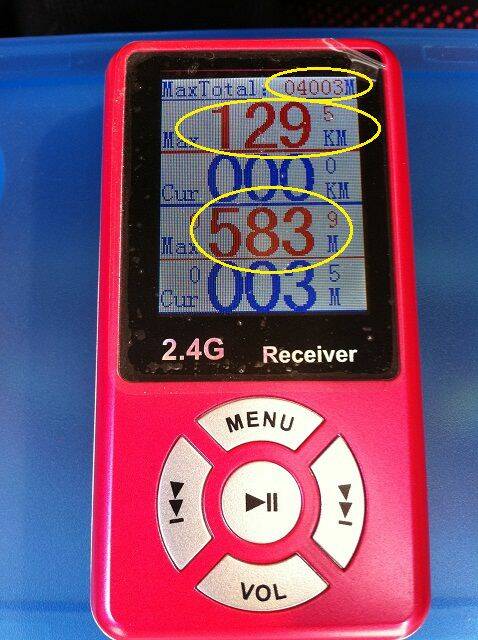 MaxTotal: 04003M
Max 129 5 KM
Cur 000 0 KM
0 Max 583 9 M
0 Cur 003 5 M
2.4G Receiver
MENU
VOL